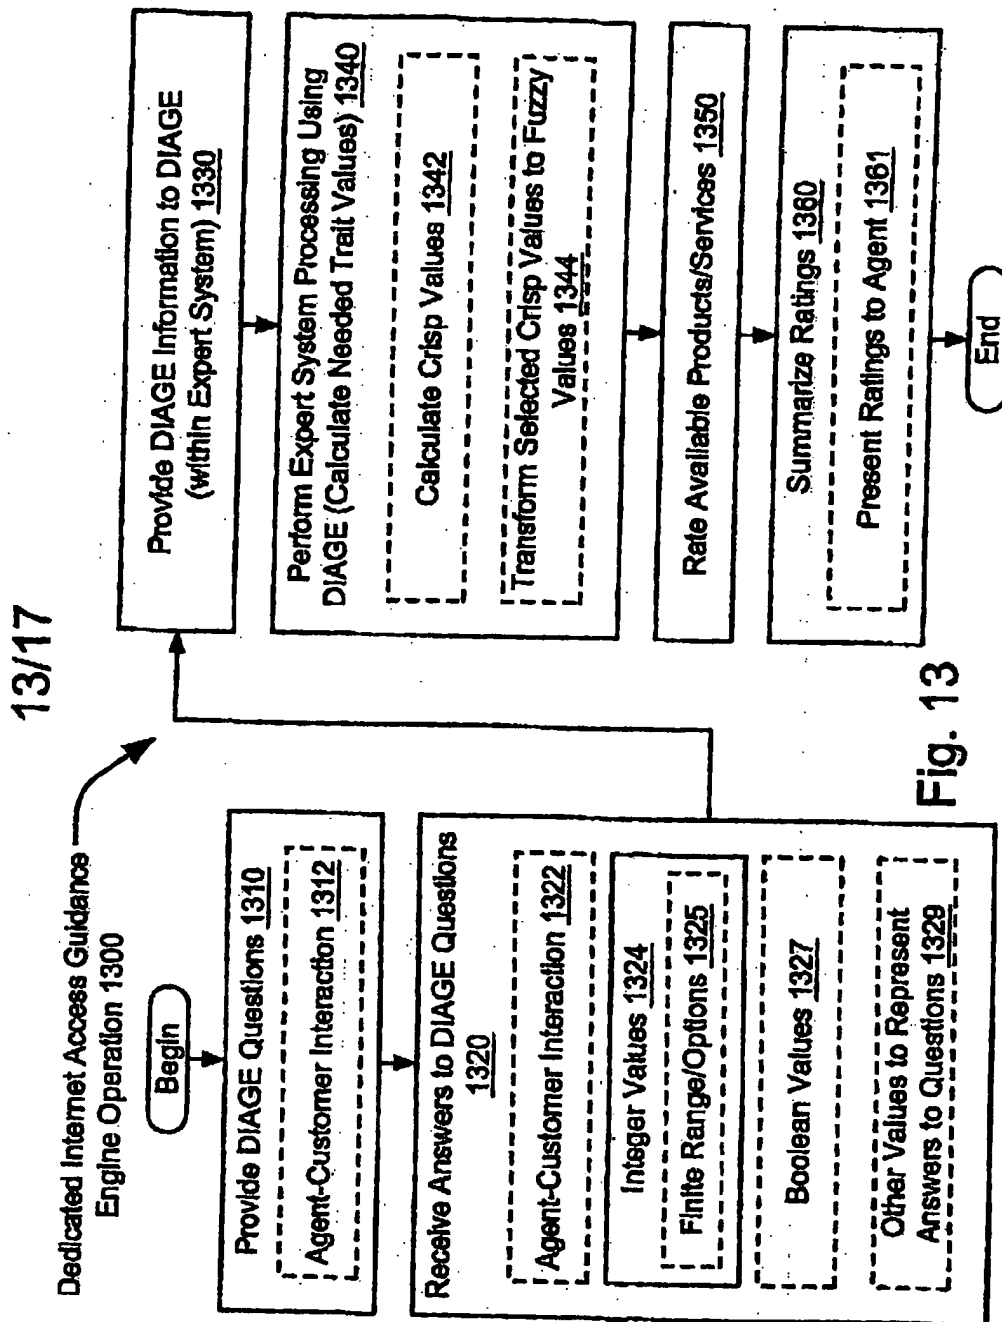 13/17
Dedicated Internet Access Guidance
Engine Operation 1300
Begin
Provide DIAGE Questions 1310
Agent-Customer Interaction 1312
Receive Answers to DIAGE Questions
1320
Agent-Customer Interaction 1322
Integer Values 1324
Finite Range/Options 1325
Boolean Values 1327
Other Values to Represent
Answers to Questions 1329
Provide DIAGE Information to DIAGE
(within Expert System) 1330
Perform Expert System Processing Using
DIAGE (Calculate Needed Trait Values) 1340
Calculate Crisp Values 1342
Transform Selected Crisp Values to Fuzzy
Values 1344
Rate Available Products/Services 1350
Summarize Ratings 1360
Present Ratings to Agent 1361
End
Fig. 13